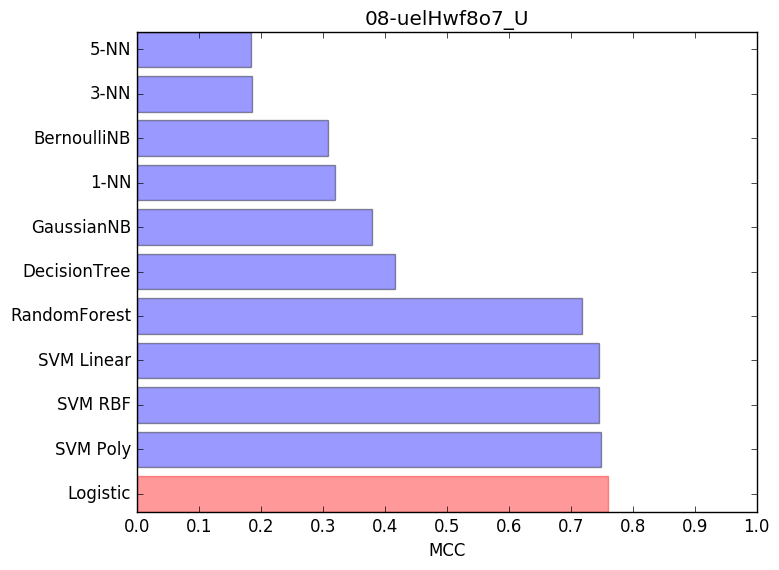 08-uelHwf8o7_U
5-NN
3-NN
BernoulliNB
1-NN
GaussianNB
DecisionTree
RandomForest
SVM Linear
SVM RBF
SVM Poly
Logistic
0.0 0.1 0.2 0.3 0.4 0.5 0.6 0.7 0.8 0.9 1.0
MCC